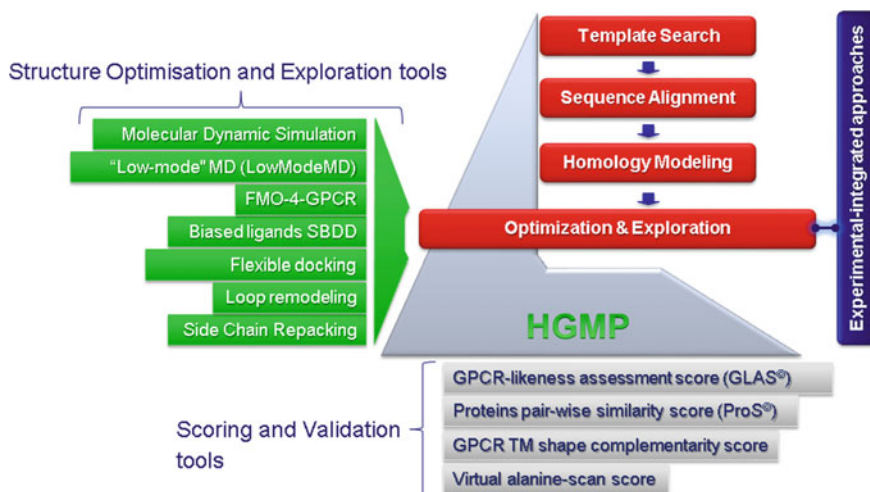 Template Search
Structure Optimisation and Exploration tools
Sequence Alignment
Molecular Dynamic Simulation
“Low-mode" MD (LowModeMD)
Homology Modeling
FMO-4-GPCR
Biased ligands SBDD
Optimization & Exploration
Flexible docking
Loop remodeling
Side Chain Repacking
Experimental-integrated approaches
HGMP
GPCR-likeness assessment score (GLAS©)
Proteins pair-wise similarity score (ProS©)
Scoring and Validation
tools
GPCR TM shape complementarity score
Virtual alanine-scan score